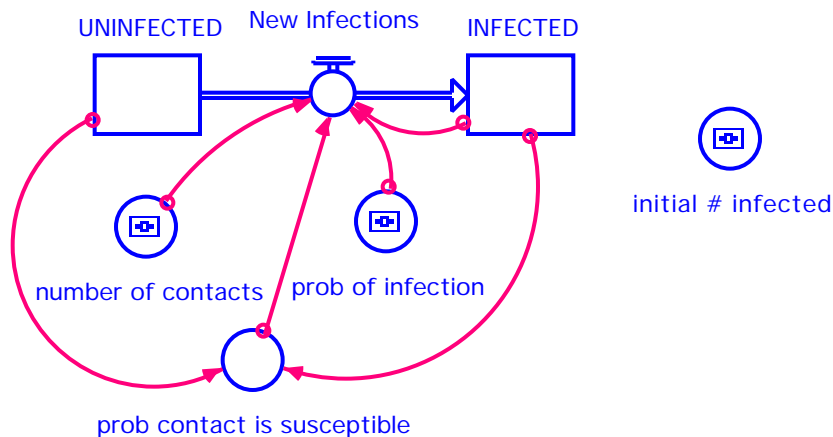 UNINFECTED
New Infections
INFECTED
initial # infected
number of contacts
prob of infection
prob contact is susceptible